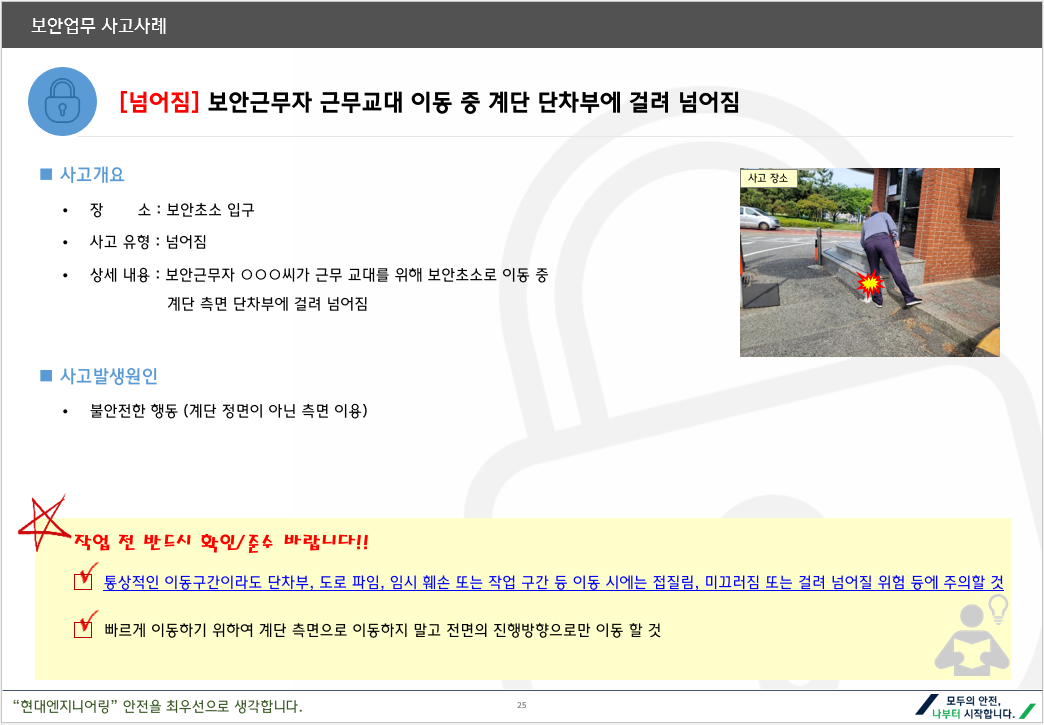 보안업무 사고사례
[넘어짐] 보안근무자 근무교대 이동 중 계단 단차부에 걸려 넘어짐
■ 사고개요
• 장 소 : 보안초소 입구
• 사고 유형 : 넘어짐
• 상세 내용 : 보안근무자 ○○○씨가 근무 교대를 위해 보안초소로 이동 중
계단 측면 단차부에 걸려 넘어짐
사고 장소
■ 사고발생원인
• 불안전한 행동 (계단 정면이 아닌 측면 이용)
작업 전 반드시 확인/준수 바랍니다!!
통상적인 이동구간이라도 단차부, 도로 파임, 임시 훼손 또는 작업 구간 등 이동 시에는 접질림, 미끄러짐 또는 걸려 넘어질 위험 등에 주의할 것
빠르게 이동하기 위하여 계단 측면으로 이동하지 말고 전면의 진행방향으로만 이동 할 것
“현대엔지니어링” 안전을 최우선으로 생각합니다.
25
모두의 안전,
나부터 시작합니다.